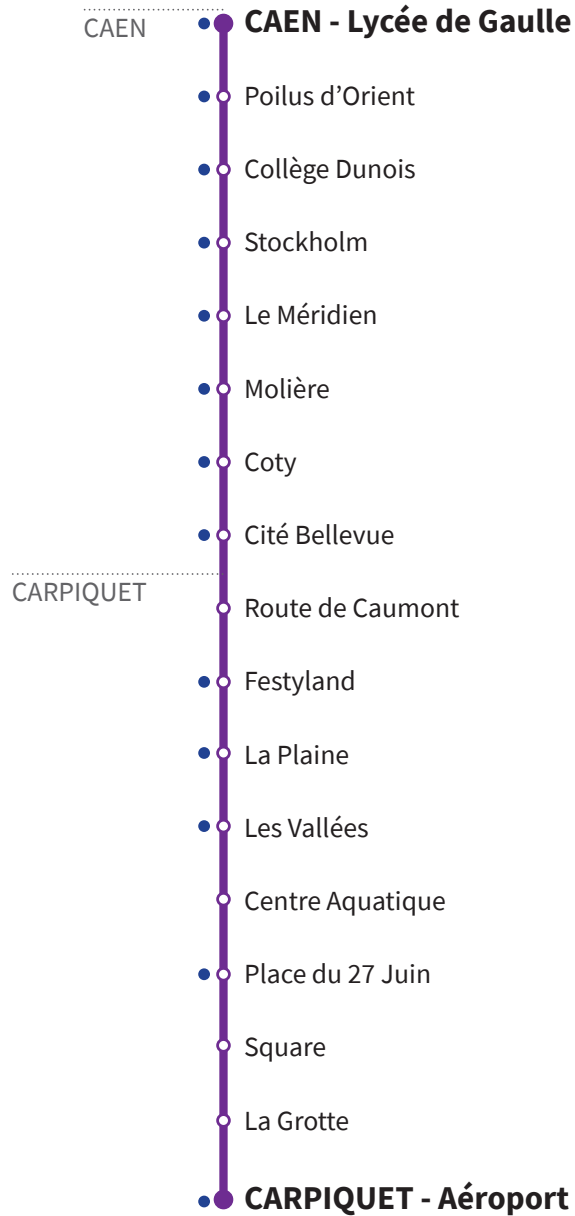 CAEN
CAEN - Lycée de Gaulle
Poilus d’Orient
Collège Dunois
Stockholm
Le Méridien
Molière
Coty
Cité Bellevue
CARPIQUET
Route de Caumont
Festyland
La Plaine
Les Vallées
Centre Aquatique
Place du 27 Juin
Square
La Grotte
CARPIQUET - Aéroport